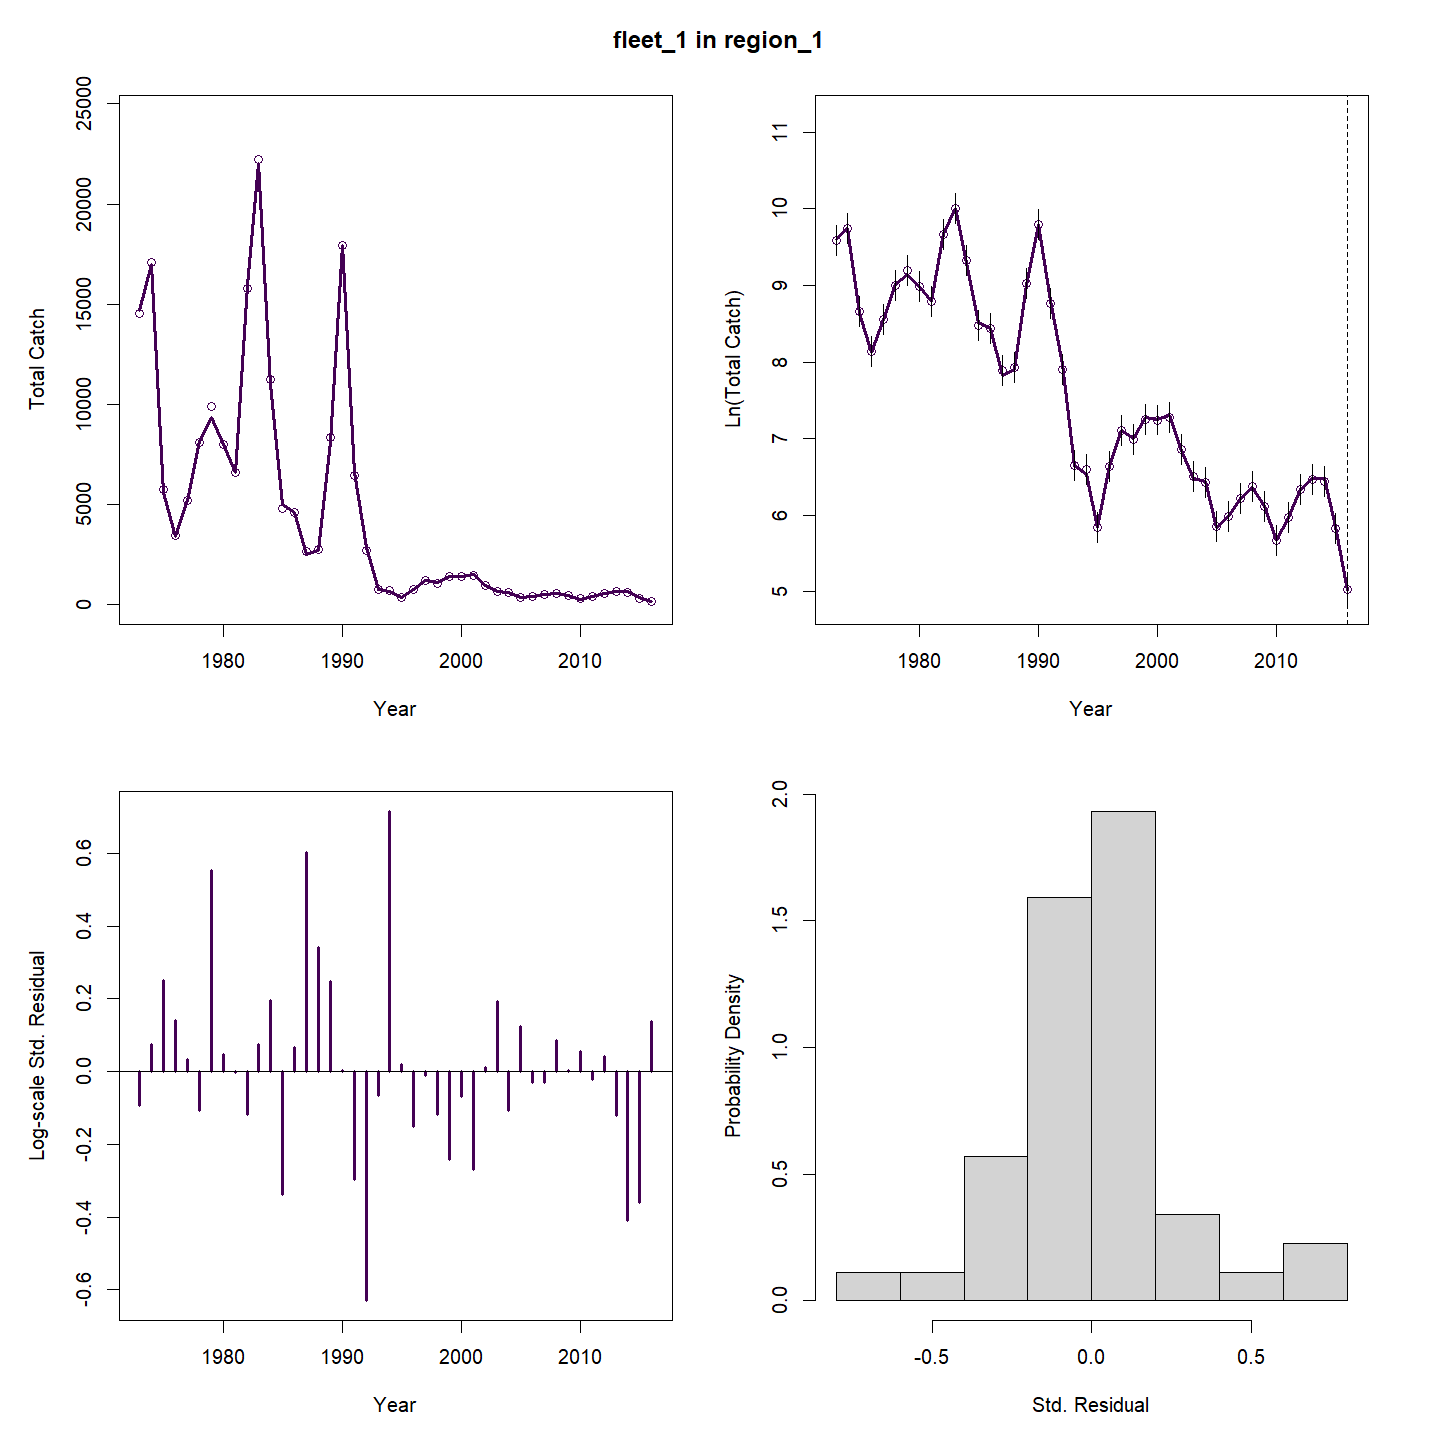 fleet_1 in region_1
Total Catch
0 5000 10000 15000 20000 25000
1980 1990 2000 2010
Year
Ln(Total Catch)
5 6 7 8 9 10 11
1980 1990 2000 2010
Year
Log-scale Std. Residual
-0.6 -0.4 -0.2 0.0 0.2 0.4 0.6
1980 1990 2000 2010
Year
Probability Density
0.0 0.5 1.0 1.5 2.0
-0.5 0.0 0.5
Std. Residual